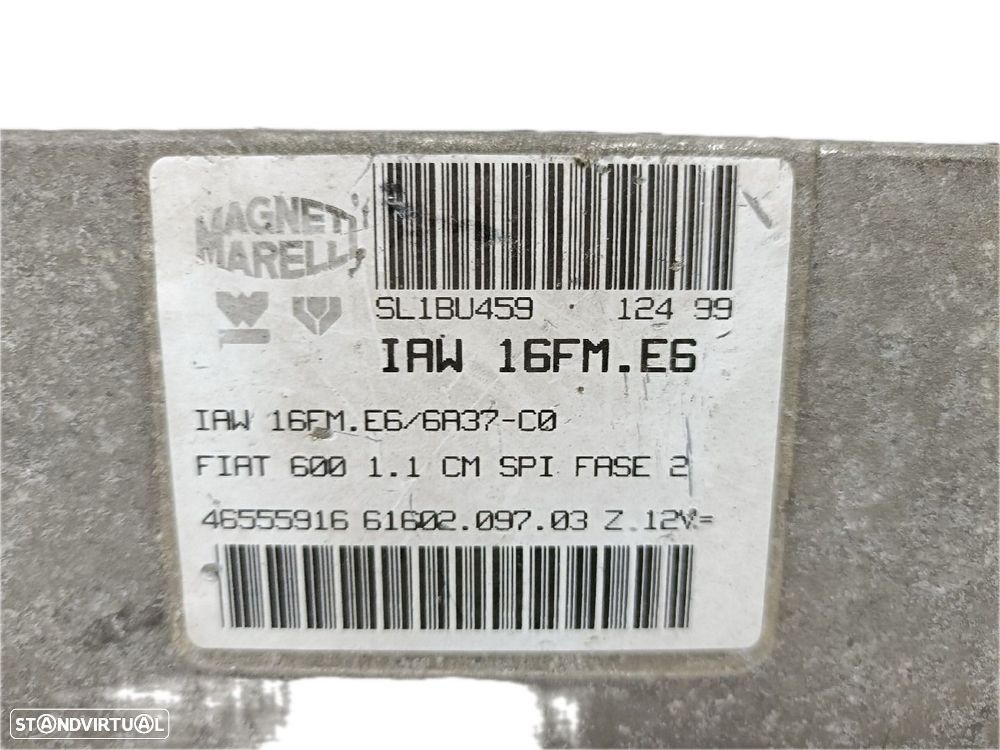 MAGNETI
MARELLI
SL1BU459 124 99
IAW 16FM.E6
IAW 16FM.E6/6A37-C0
FIAT 600 1.1 CM SPI FASE 2
46555916 61602.097.03 Z.12V=
STANDVIRTUAL